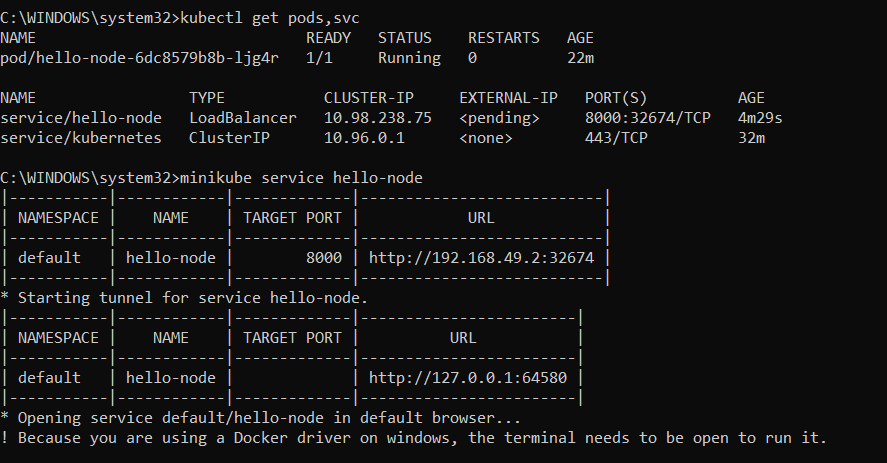 C:\WINDOWS\system32>kubectl get pods,svc
NAME                              READY   STATUS    RESTARTS   AGE
pod/hello-node-6dc8579b8b-ljg4r   1/1     Running   0          22m
NAME                 TYPE           CLUSTER-IP     EXTERNAL-IP   PORT(S)          AGE
service/hello-node   LoadBalancer   10.98.238.75   <pending>     8000:32674/TCP   4m29s
service/kubernetes   ClusterIP      10.96.0.1      <none>        443/TCP          32m
C:\WINDOWS\system32>minikube service hello-node
|-----------|------------|-------------|---------------------------|
| NAMESPACE |    NAME    | TARGET PORT |            URL            |
|-----------|------------|-------------|---------------------------|
| default   | hello-node |        8000 | http://192.168.49.2:32674 |
|-----------|------------|-------------|---------------------------|
* Starting tunnel for service hello-node.
|-----------|------------|-------------|------------------------|
| NAMESPACE |    NAME    | TARGET PORT |          URL           |
|-----------|------------|-------------|------------------------|
| default   | hello-node |             | http://127.0.0.1:64580 |
|-----------|------------|-------------|------------------------|
* Opening service default/hello-node in default browser...
! Because you are using a Docker driver on windows, the terminal needs to be open to run it.